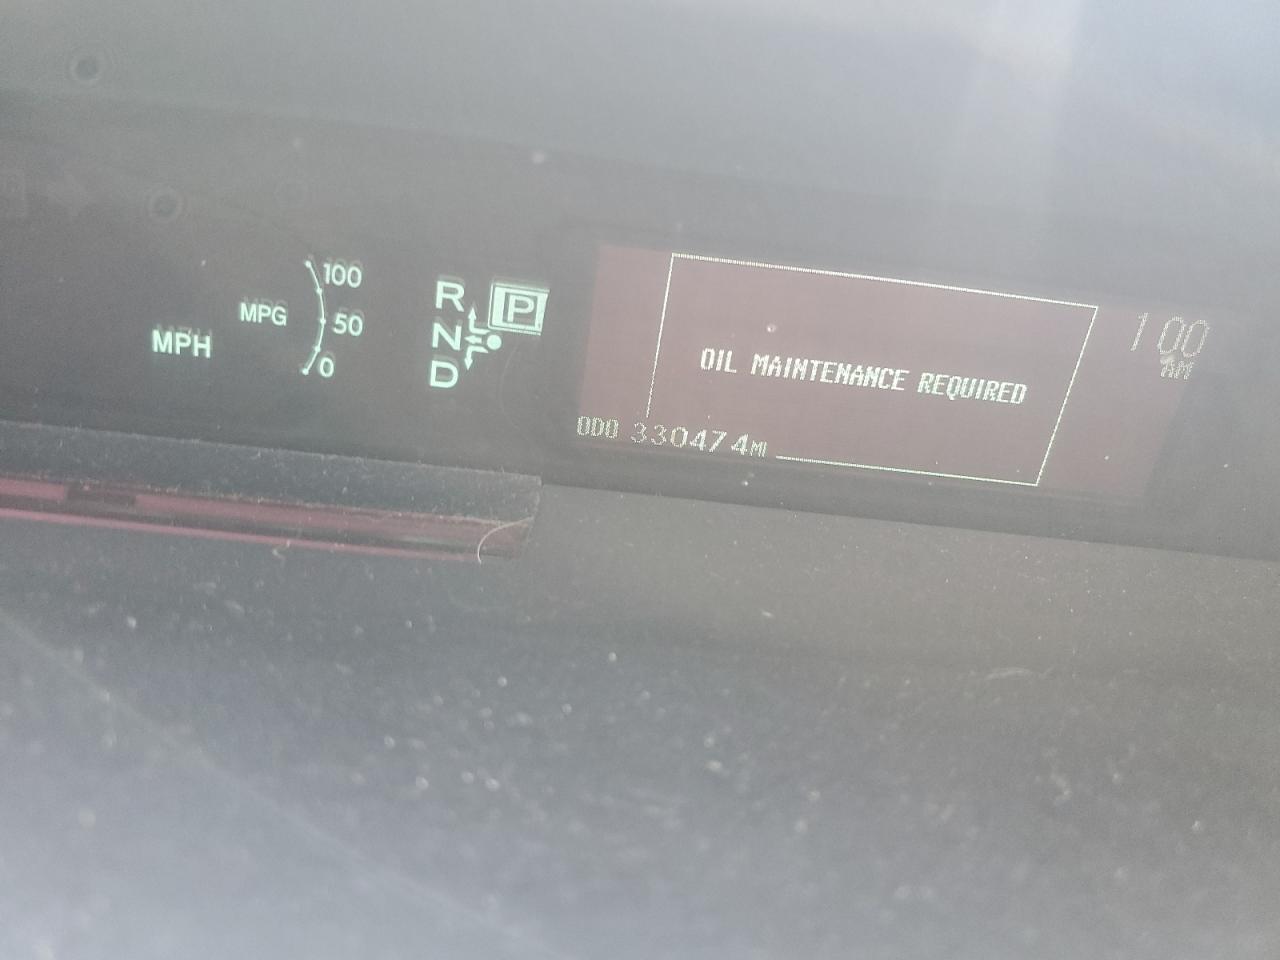 100
MPG
50
MPH
0
R P
N
D
1 00
AM
OIL MAINTENANCE REQUIRED
ODO 330474MI